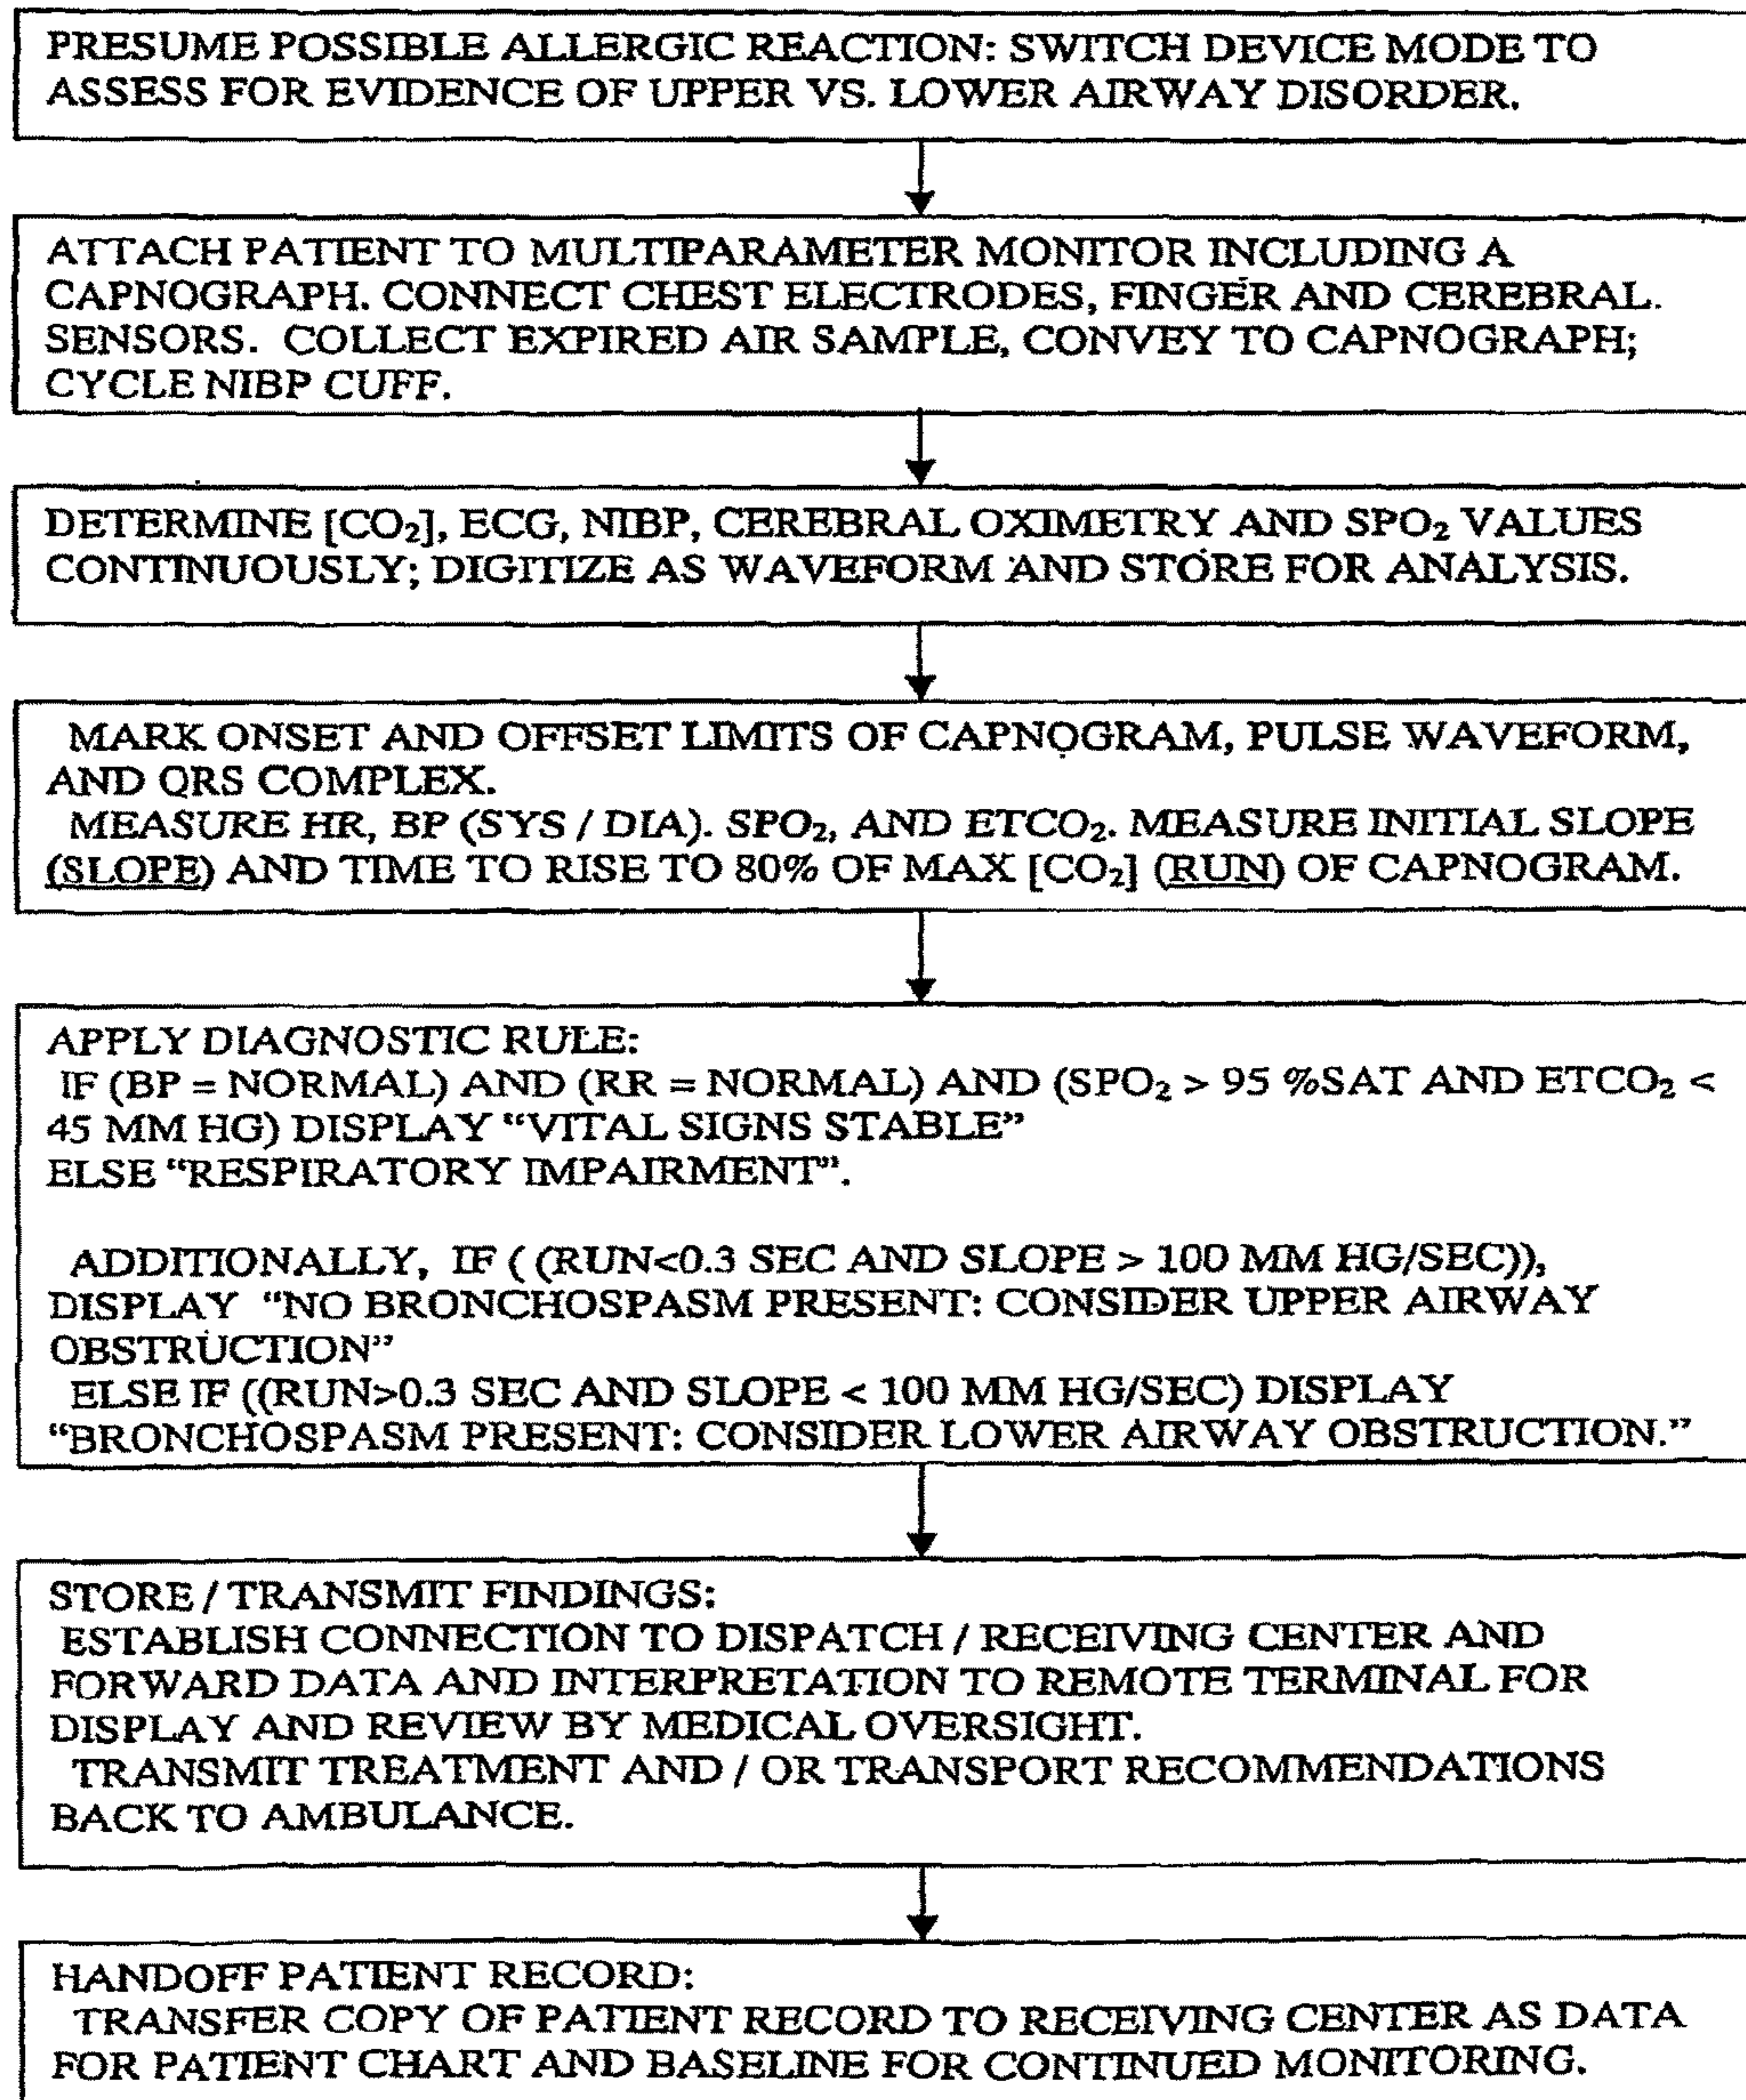 PRESUME POSSIBLE ALLERGIC REACTION: SWITCH DEVICE MODE TO
ASSESS FOR EVIDENCE OF UPPER VS. LOWER AIRWAY DISORDER.
ATTACH PATIENT TO MULTIPARAMETER MONITOR INCLUDING A
CAPNOGRAPH. CONNECT CHEST ELECTRODES, FINGER AND CEREBRAL.
SENSORS. COLLECT EXPIRED AIR SAMPLE, CONVEY TO CAPNOGRAPH;
CYCLE NIBP CUFF.
DETERMINE [CO₂], ECG, NIBP, CEREBRAL OXIMETRY AND SPO₂ VALUES
CONTINUOUSLY; DIGITIZE AS WAVEFORM AND STORE FOR ANALYSIS.
MARK ONSET AND OFFSET LIMITS OF CAPNOGRAM, PULSE WAVEFORM,
AND QRS COMPLEX.
MEASURE HR, BP (SYS / DIA). SPO₂, AND ETCO₂. MEASURE INITIAL SLOPE
(SLOPE) AND TIME TO RISE TO 80% OF MAX [CO₂] (RUN) OF CAPNOGRAM.
APPLY DIAGNOSTIC RULE:
IF (BP = NORMAL) AND (RR = NORMAL) AND (SPO₂ > 95 %SAT AND ETCO₂ <
45 MM HG) DISPLAY “VITAL SIGNS STABLE”
ELSE “RESPIRATORY IMPAIRMENT”.
ADDITIONALLY, IF ( (RUN<0.3 SEC AND SLOPE > 100 MM HG/SEC)),
DISPLAY “NO BRONCHOSPASM PRESENT: CONSIDER UPPER AIRWAY
OBSTRUCTION”
ELSE IF ((RUN>0.3 SEC AND SLOPE < 100 MM HG/SEC) DISPLAY
“BRONCHOSPASM PRESENT: CONSIDER LOWER AIRWAY OBSTRUCTION.”
STORE / TRANSMIT FINDINGS:
ESTABLISH CONNECTION TO DISPATCH / RECEIVING CENTER AND
FORWARD DATA AND INTERPRETATION TO REMOTE TERMINAL FOR
DISPLAY AND REVIEW BY MEDICAL OVERSIGHT.
TRANSMIT TREATMENT AND / OR TRANSPORT RECOMMENDATIONS
BACK TO AMBULANCE.
HANDOFF PATIENT RECORD:
TRANSFER COPY OF PATIENT RECORD TO RECEIVING CENTER AS DATA
FOR PATIENT CHART AND BASELINE FOR CONTINUED MONITORING.